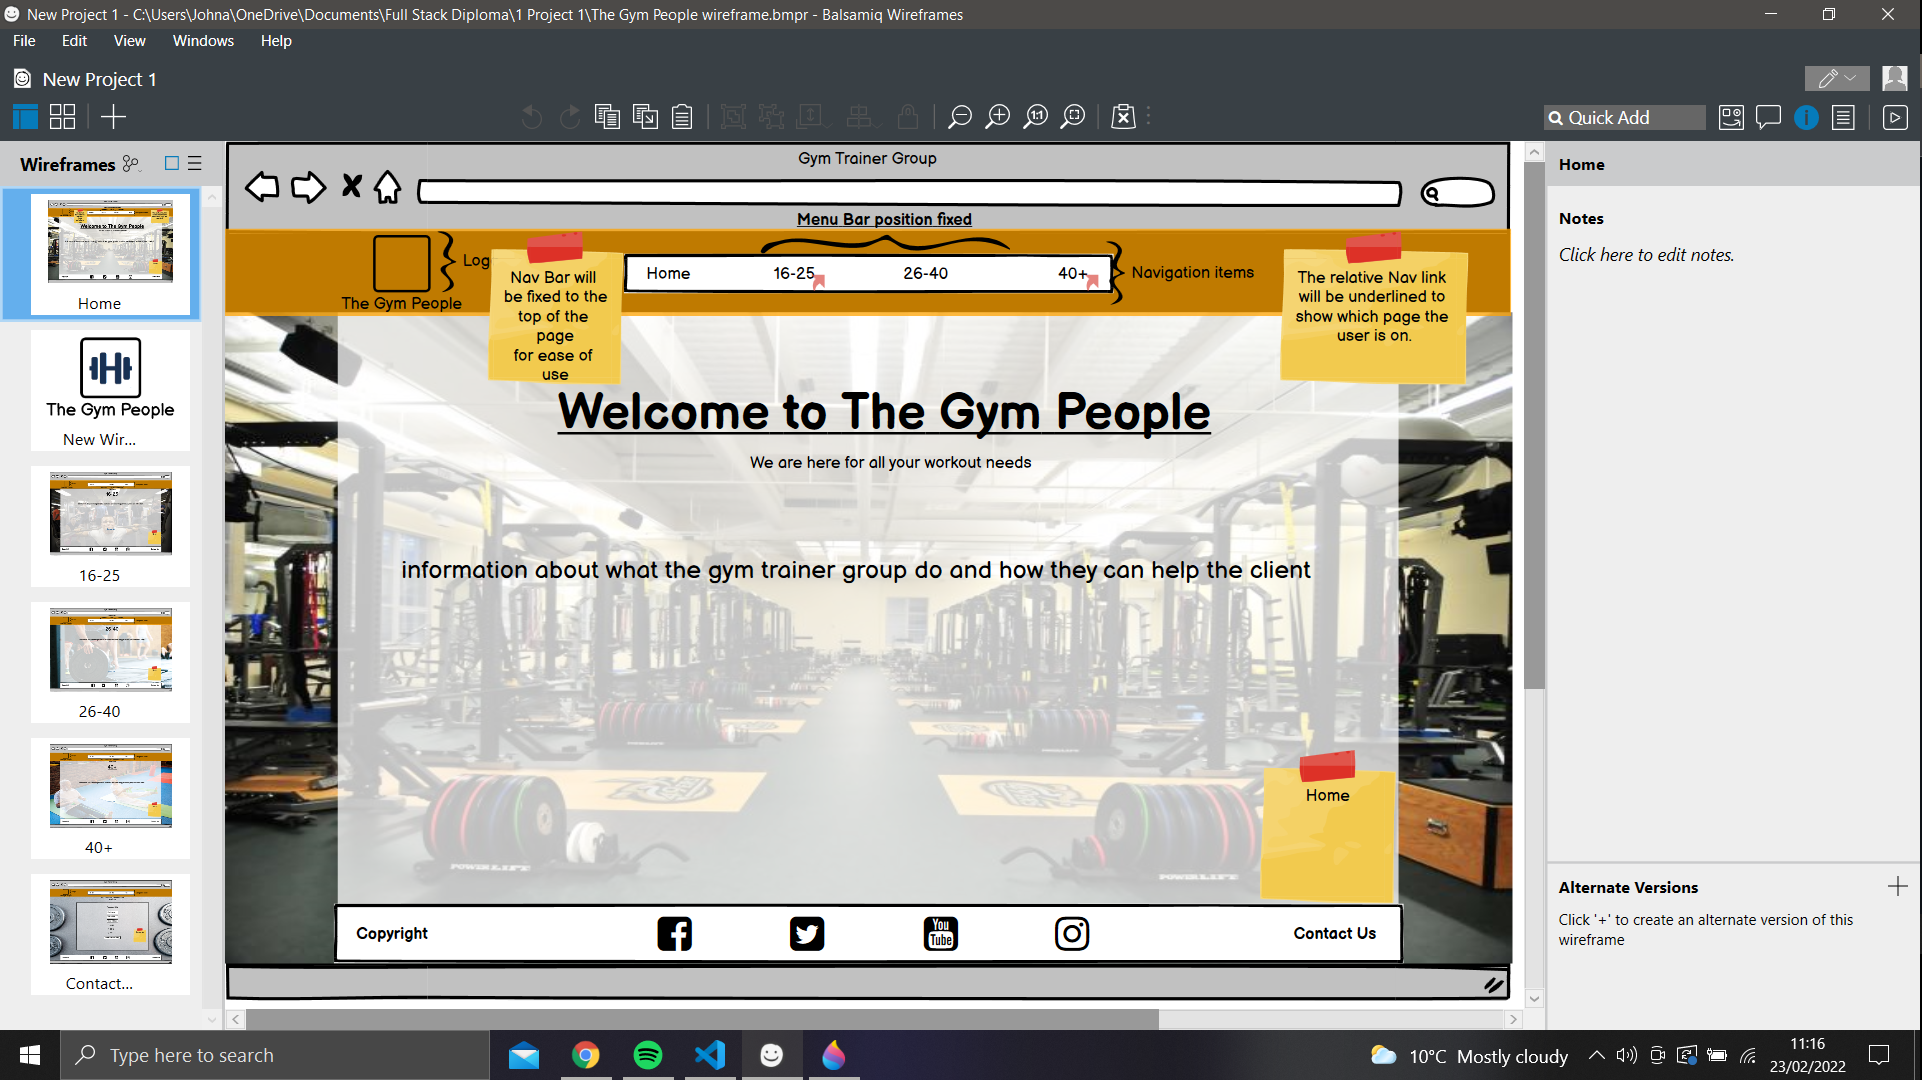 New Project 1 - C:\Users\Johna\OneDrive\Documents\Full Stack Diploma\1 Project 1\The Gym People wireframe.bmpr - Balsamiq Wireframes
File Edit View Windows Help
New Project 1
1:1
Quick Add
Wireframes
Home
The Gym People
New Wir...
16-25
26-40
40+
Contact...
Gym Trainer Group
Menu Bar position fixed
Log
The Gym People
Nav Bar will
be fixed to the
top of the
page
for ease of
use
Home 16-25 26-40 40+
Navigation items
The relative Nav link
will be underlined to
show which page the
user is on.
Welcome to The Gym People
We are here for all your workout needs
information about what the gym trainer group do and how they can help the client
POWER LIFT
POWER LIFT
Home
Copyright
You
Tube
Contact Us
Home
Notes
Click here to edit notes.
Alternate Versions
Click '+' to create an alternate version of this
wireframe
Type here to search
10°C Mostly cloudy
11:16
23/02/2022